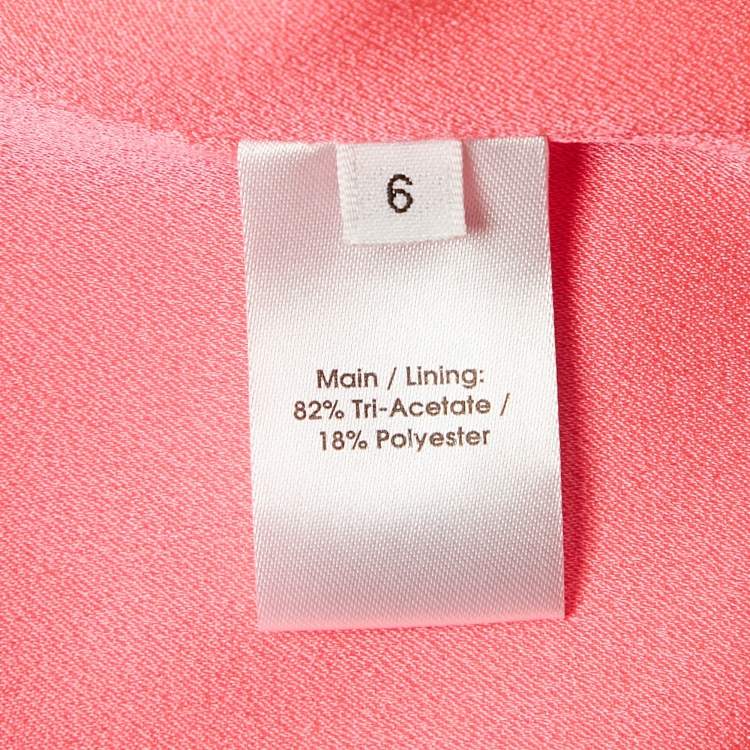 6
Main / Lining:
82% Tri-Acetate /
18% Polyester